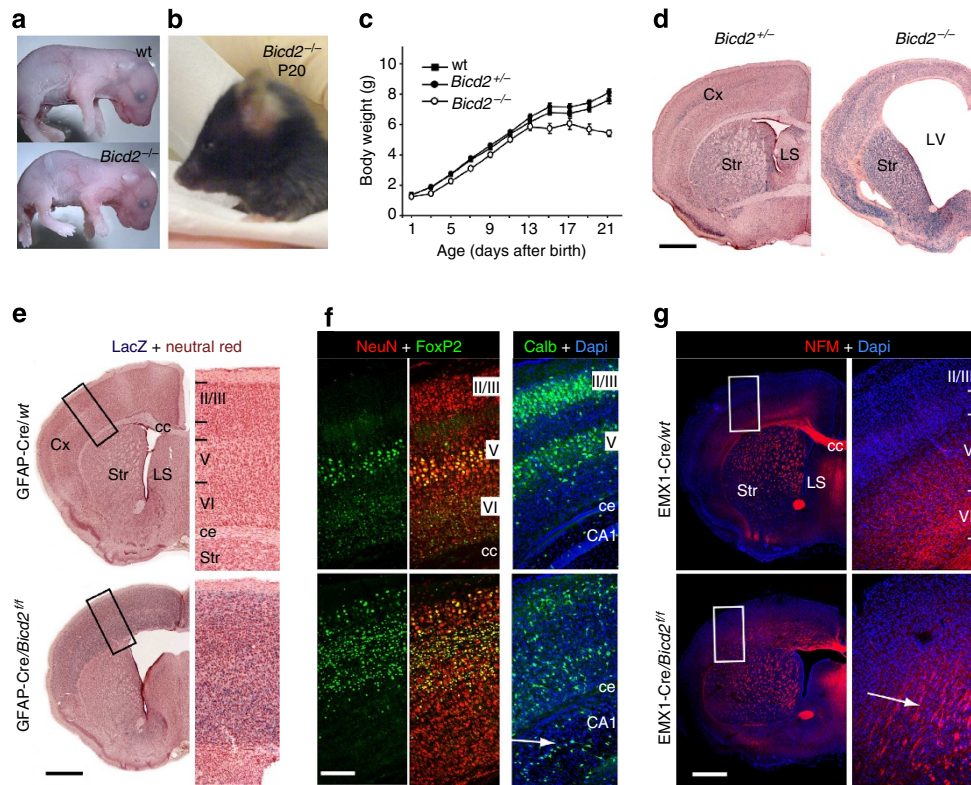 a
wt
Bicd2–/–
b
Bicd2–/–
P20
c
Body weight (g)
10
8
6
4
2
0
wt
Bicd2+/–
Bicd2–/–
1 5 7 9 11 13 15 17 21
Age (days after birth)
d
Bicd2+/–
Bicd2–/–
Cx
Str
LS
Str
LV
e
LacZ + neutral red
GFAP-Cre/wt
Cx
Str
LS
cc
II/III
V
VI
ce
Str
GFAP-Cre/Bicd2f/f
f
NeuN + FoxP2
Calb + Dapi
II/III
V
VI
cc
II/III
V
ce
CA1
ce
CA1
g
NFM + Dapi
EMX1-Cre/wt
Str
LS
cc
II/III
V
VI
EMX1-Cre/Bicd2f/f